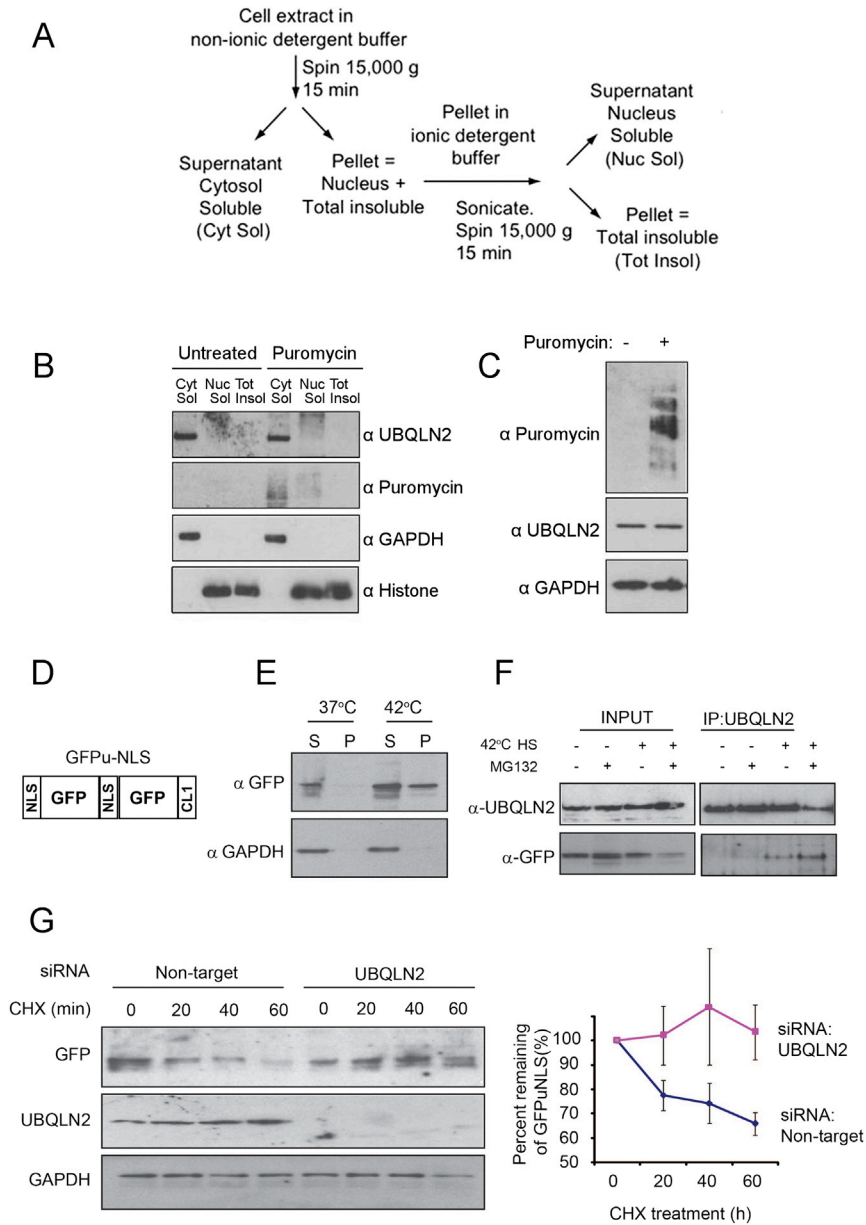 A
Cell extract in
non-ionic detergent buffer
Spin 15,000 g
15 min
Supernatant
Cytosol
Soluble
(Cyt Sol)
Pellet =
Nucleus +
Total insoluble
Pellet in
ionic detergent
buffer
Sonicate.
Spin 15,000 g
15 min
Supernatant
Nucleus
Soluble
(Nuc Sol)
Pellet =
Total insoluble
(Tot Insol)
B
Untreated Puromycin
Cyt Nuc Tot Cyt Nuc Tot
Sol Sol Insol Sol Sol Insol
α UBQLN2
α Puromycin
α GAPDH
α Histone
C
Puromycin: - +
α Puromycin
α UBQLN2
α GAPDH
D
GFPu-NLS
NLS GFP NLS GFP CL1
E
37°C 42°C
S P S P
α GFP
α GAPDH
F
INPUT IP:UBQLN2
42°C HS - - + + - - + +
MG132 - + - + - + - +
α-UBQLN2
α-GFP
G
siRNA Non-target UBQLN2
CHX (min) 0 20 40 60 0 20 40 60
GFP
UBQLN2
GAPDH
Percent remaining
of GFPuNLS(%)
100
90
80
70
60
50
0 20 40 60
CHX treatment (h)
siRNA:
UBQLN2
siRNA:
Non-target